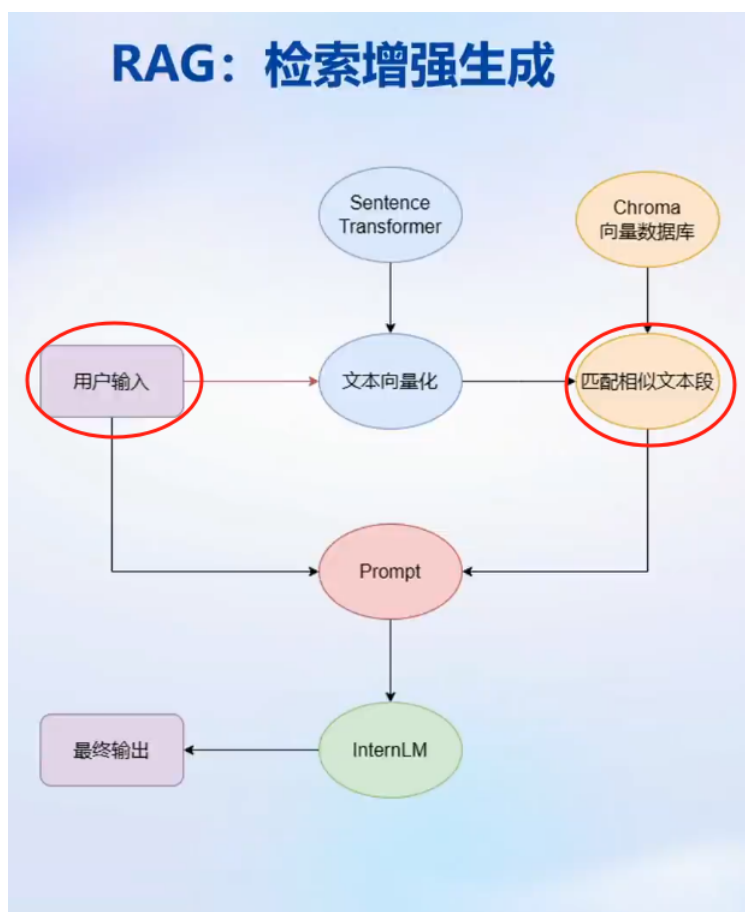 RAG：检索增强生成
Sentence
Transformer
Chroma
向量数据库
用户输入
文本向量化
匹配相似文本段
Prompt
最终输出
InternLM